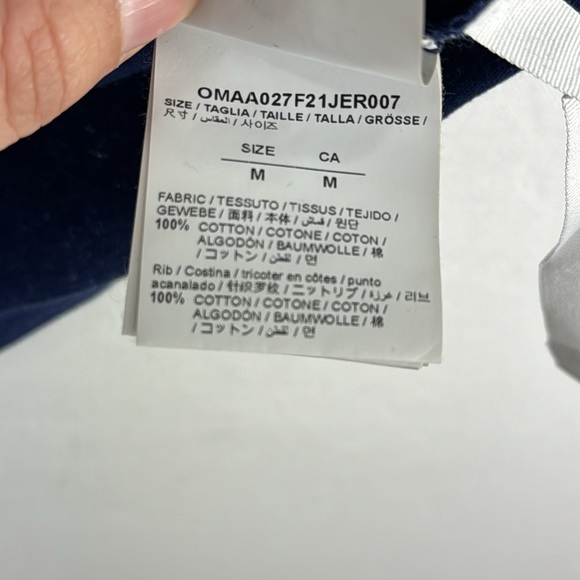 OMAA027F21JER007
SIZE / TAGLIA / TAILLE / TALLA / GRÖSSE /
尺寸 / المقاس / 사이즈
SIZE CA
M M
FABRIC / TESSUTO / TISSUS / TEJIDO /
GEWEBE / 面料 / 本体 / قماش / 원단
100% COTTON / COTONE / COTON /
ALGODÓN / BAUMWOLLE / 棉
/ コットン / قطن / 면
Rib / Costina / tricoter en côtes / punto
acanalado / 针织罗纹 / ニットリブ / / 리브
100% COTTON / COTONE / COTON /
ALGODÓN / BAUMWOLLE / 棉
/ コットン / قطن / 면